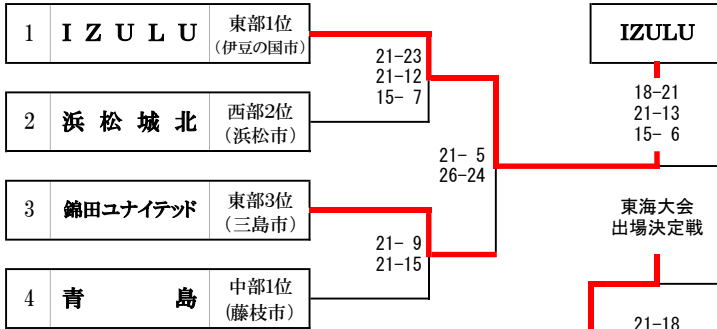 1 IZULU 東部1位
(伊豆の国市)
2 浜松城北 西部2位
(浜松市)
3 錦田ユナイテッド 東部3位
(三島市)
4 青島 中部1位
(藤枝市)
21-23
21-12
15- 7
21- 9
21-15
21- 5
26-24
IZULU
18-21
21-13
15- 6
東海大会
出場決定戦
21-18